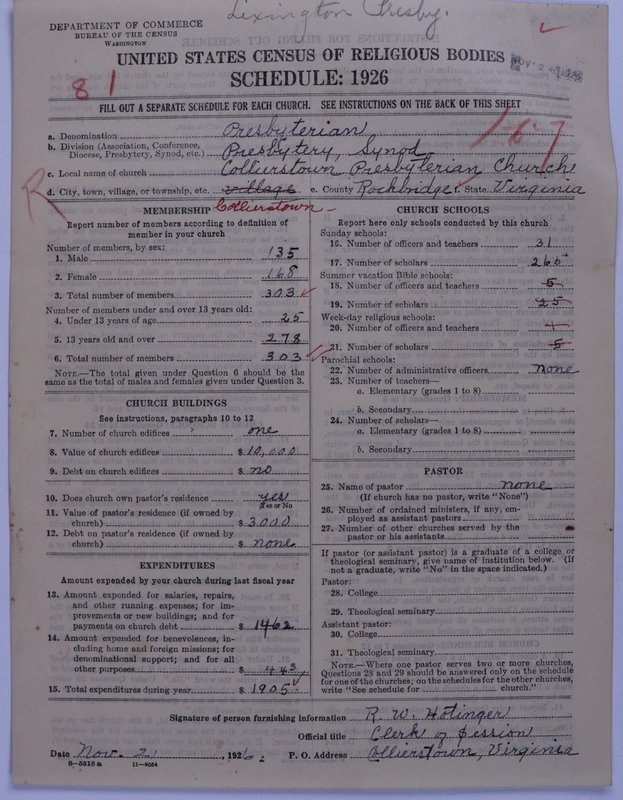 Lexington Presby.
DEPARTMENT OF COMMERCE
BUREAU OF THE CENSUS
WASHINGTON
UNITED STATES CENSUS OF RELIGIOUS BODIES
NOV 24 1926
SCHEDULE: 1926
81
FILL OUT A SEPARATE SCHEDULE FOR EACH CHURCH. SEE INSTRUCTIONS ON THE BACK OF THIS SHEET
167
a. Denomination Presbyterian
b. Division (Association, Conference, Diocese, Presbytery, Synod, etc.) Presbytery, Synod
c. Local name of church Collierstown Presbyterian Church
R
d. City, town, village, or township, etc. village e. County Rockbridge State Virginia
Collierstown
MEMBERSHIP
Report number of members according to definition of
member in your church
Number of members, by sex:
1. Male 135
2. Female 168
3. Total number of members 303
Number of members under and over 13 years old:
4. Under 13 years of age 25
5. 13 years old and over 278
6. Total number of members 303
NOTE.—The total given under Question 6 should be the
same as the total of males and females given under Question 3.
CHURCH BUILDINGS
See instructions, paragraphs 10 to 12
7. Number of church edifices one
8. Value of church edifices $ 10,000
9. Debt on church edifices $ no
10. Does church own pastor's residence yes
(Yes or No)
11. Value of pastor's residence (if owned by
church) $ 3000
12. Debt on pastor's residence (if owned by
church) $ none
EXPENDITURES
Amount expended by your church during last fiscal year
13. Amount expended for salaries, repairs,
and other running expenses; for im-
provements or new buildings; and for
payments on church debt $ 1462
14. Amount expended for benevolences, in-
cluding home and foreign missions; for
denominational support; and for all
other purposes $ 443
15. Total expenditures during year $ 1905
CHURCH SCHOOLS
Report here only schools conducted by this church
Sunday schools:
16. Number of officers and teachers 31
17. Number of scholars 265
Summer vacation Bible schools:
18. Number of officers and teachers 5
19. Number of scholars 25
Week-day religious schools:
20. Number of officers and teachers 1
21. Number of scholars 5
Parochial schools:
22. Number of administrative officers none
23. Number of teachers—
a. Elementary (grades 1 to 8)
b. Secondary
24. Number of scholars—
a. Elementary (grades 1 to 8)
b. Secondary
PASTOR
25. Name of pastor none
(If church has no pastor, write "None")
26. Number of ordained ministers, if any, em-
ployed as assistant pastors
27. Number of other churches served by the
pastor or his assistants
If pastor (or assistant pastor) is a graduate of a college or
theological seminary, give name of institution below. (If
not a graduate, write "No" in the space indicated.)
Pastor:
28. College
29. Theological seminary
Assistant pastor:
30. College
31. Theological seminary
NOTE.—Where one pastor serves two or more churches,
Questions 28 and 29 should be answered only on the schedule
for one of the churches; on the schedules for the other churches,
write "See schedule for church."
Signature of person furnishing information R. W. Hotinger
Official title Clerk of Session
Date Nov. 21, 1926. P. O. Address Collierstown, Virginia
8—5518 a 11—9054